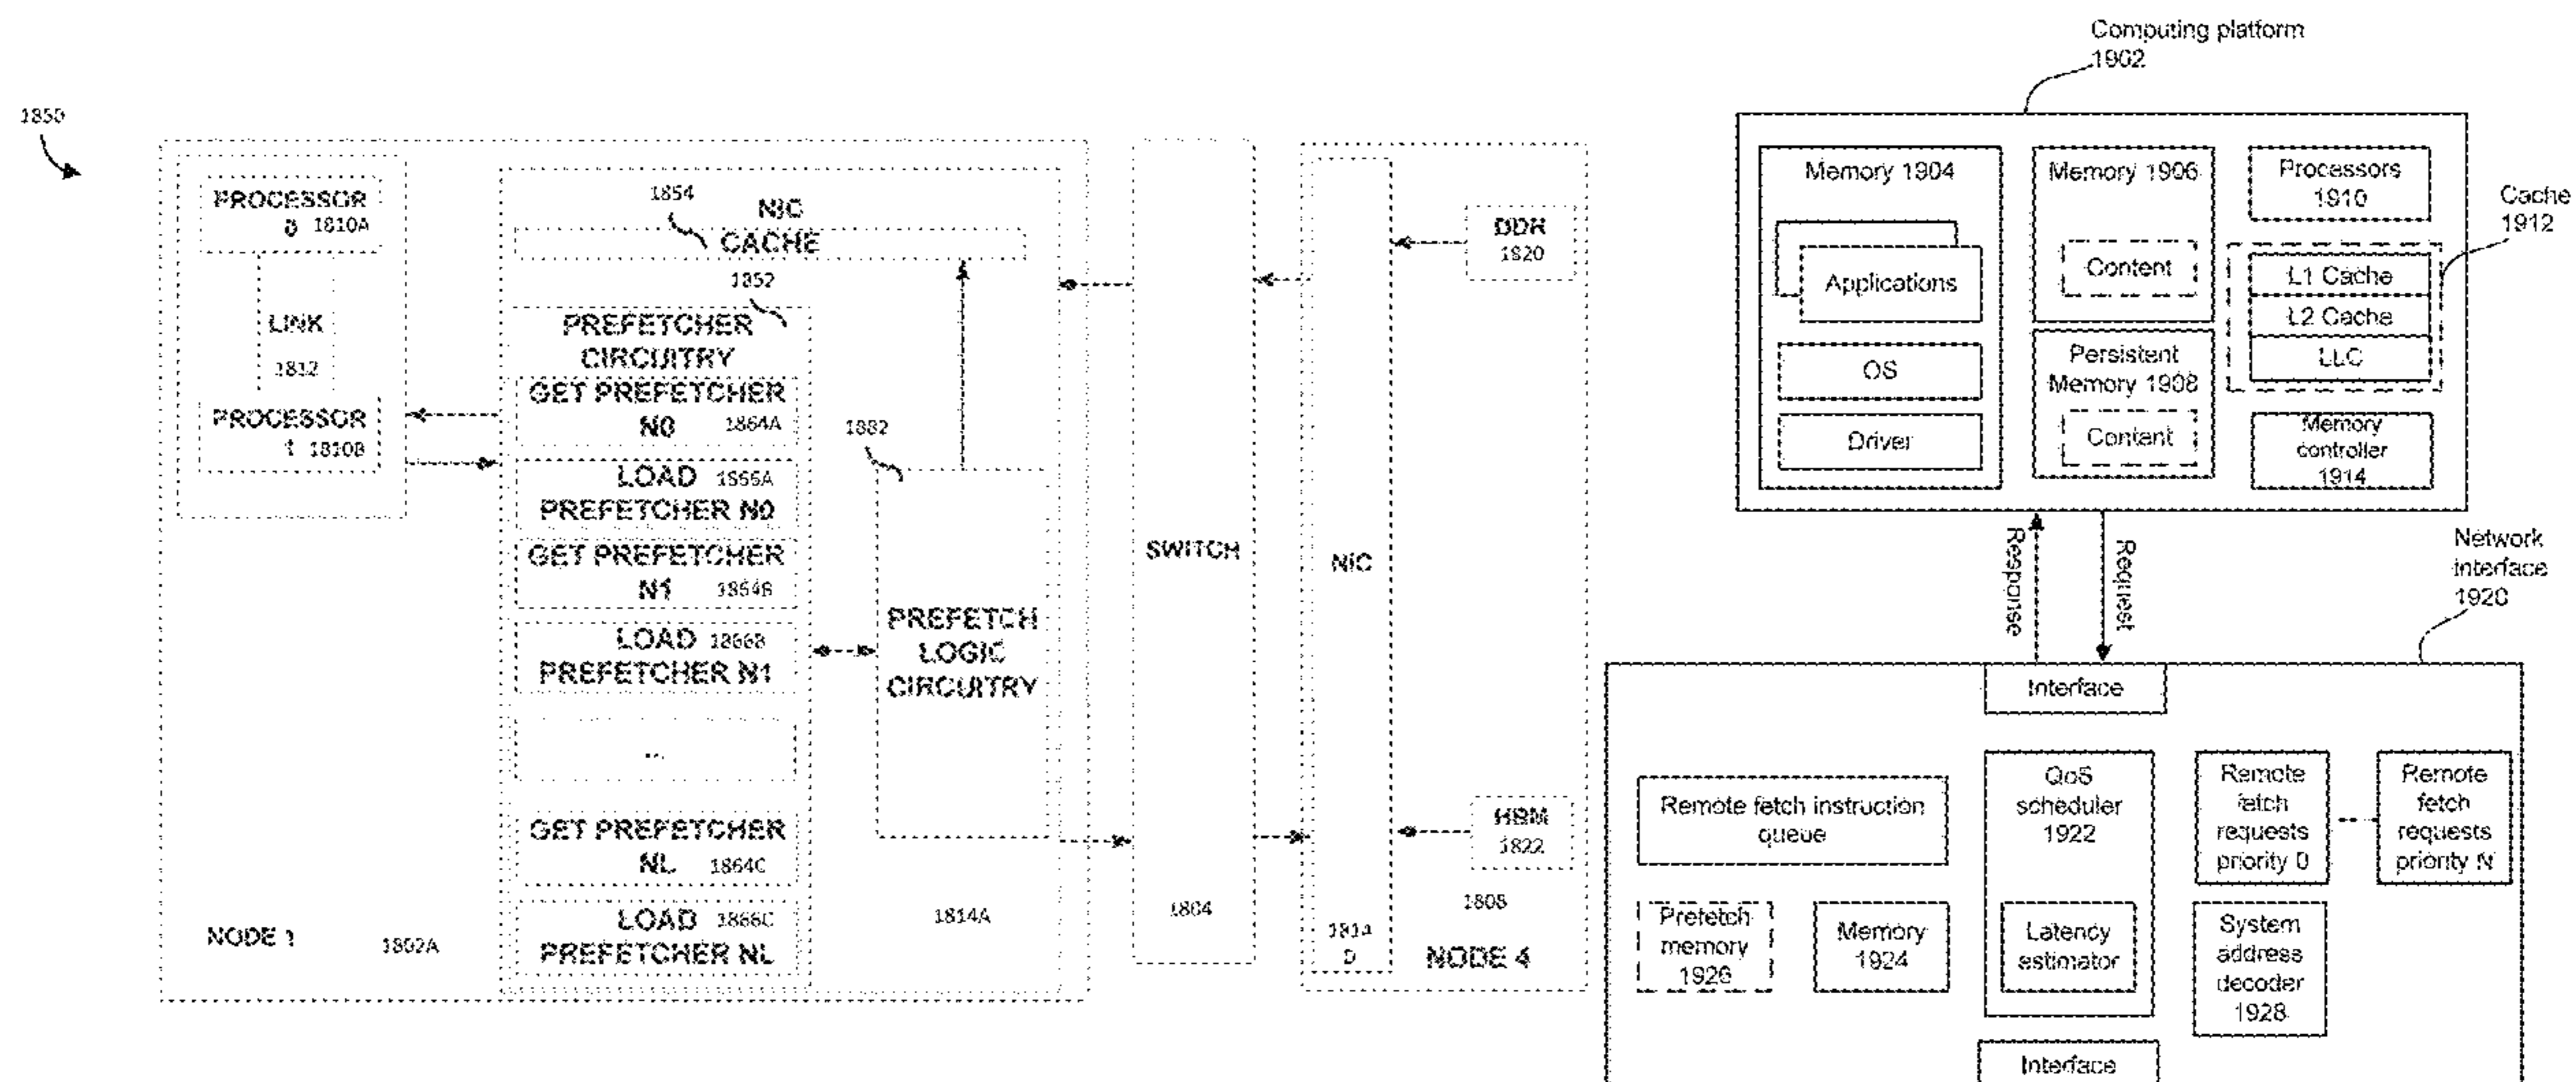 1850
PROCESSOR
0 1810A
LINK
1812
PROCESSOR
1 1810B
NODE 1 1802A
1854
NIC
CACHE
1852
PREFETCHER
CIRCUITRY
GET PREFETCHER
N0 1864A
LOAD 1866A
PREFETCHER N0
GET PREFETCHER
N1 1864B
LOAD 1866B
PREFETCHER N1
...
GET PREFETCHER
NL 1864C
LOAD 1866C
PREFETCHER NL
1882
PREFETCH
LOGIC
CIRCUITRY
1814A
SWITCH
1804
NIC
1814
D
DDR
1820
HBM
1822
1808
NODE 4
Computing platform
1902
Memory 1904
Applications
OS
Driver
Memory 1906
Content
Persistent
Memory 1908
Content
Processors
1910
Cache
1912
L1 Cache
L2 Cache
LLC
Memory
controller
1914
Response
Request
Network
interface
1920
Interface
Remote fetch instruction
queue
QoS
scheduler
1922
Latency
estimator
Remote
fetch
requests
priority 0
Remote
fetch
requests
priority N
Prefetch
memory
1926
Memory
1924
System
address
decoder
1928
Interface